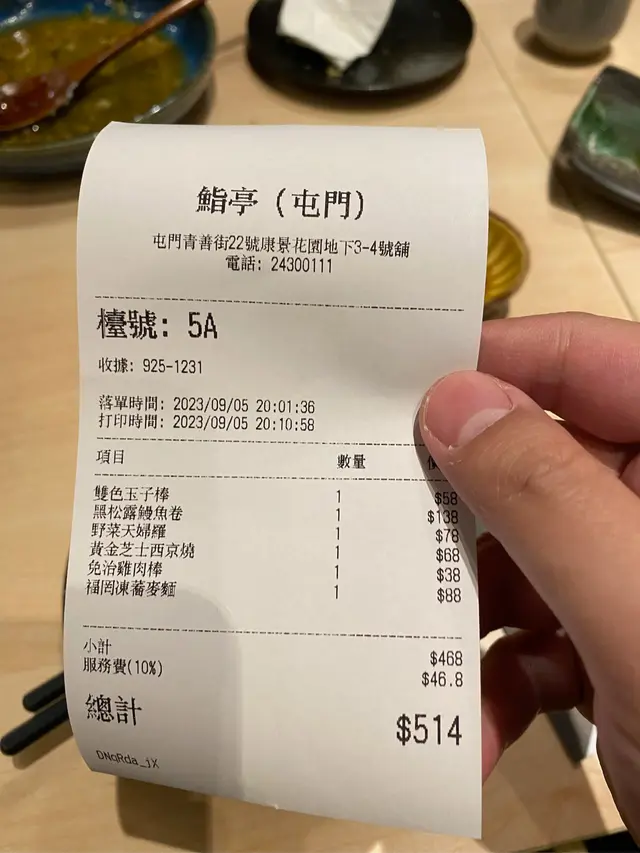 鮨亭 (屯門)
屯門青善街22號康景花園地下3-4號舖
電話: 24300111
檯號: 5A
收據: 925-1231
落單時間: 2023/09/05 20:01:36
打印時間: 2023/09/05 20:10:58
項目 數量
雙色玉子棒 1 $58
黑松露鰻魚卷 1 $138
野菜天婦羅 1 $78
黃金芝士西京燒 1 $68
免治雞肉棒 1 $38
福岡凍蕎麥麵 1 $88
小計 $468
服務費(10%) $46.8
總計 $514
DNqRda_jX